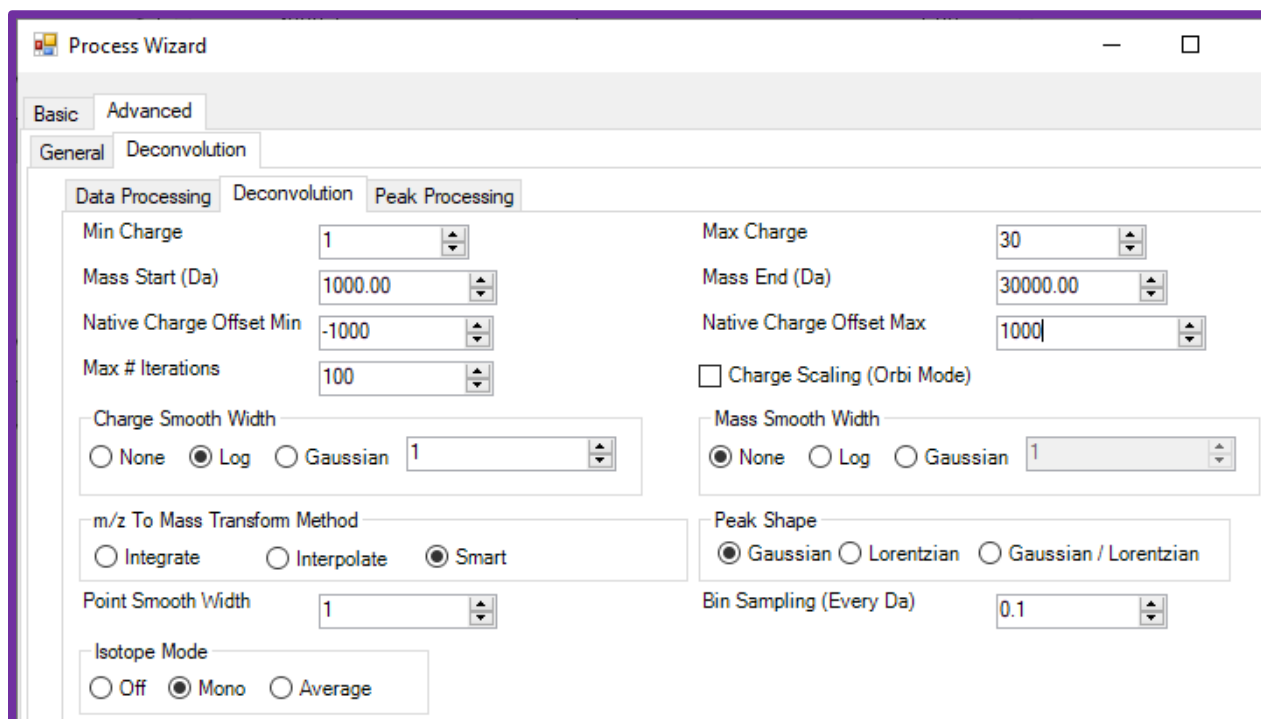 Process Wizard
Basic Advanced
General Deconvolution
Data Processing Deconvolution Peak Processing
Min Charge 1 Max Charge 30
Mass Start (Da) 1000.00 Mass End (Da) 30000.00
Native Charge Offset Min -1000 Native Charge Offset Max 1000
Max # Iterations 100 Charge Scaling (Orbi Mode)
Charge Smooth Width Mass Smooth Width
None Log Gaussian 1 None Log Gaussian 1
m/z To Mass Transform Method Peak Shape
Integrate Interpolate Smart Gaussian Lorentzian Gaussian / Lorentzian
Point Smooth Width 1 Bin Sampling (Every Da) 0.1
Isotope Mode
Off Mono Average